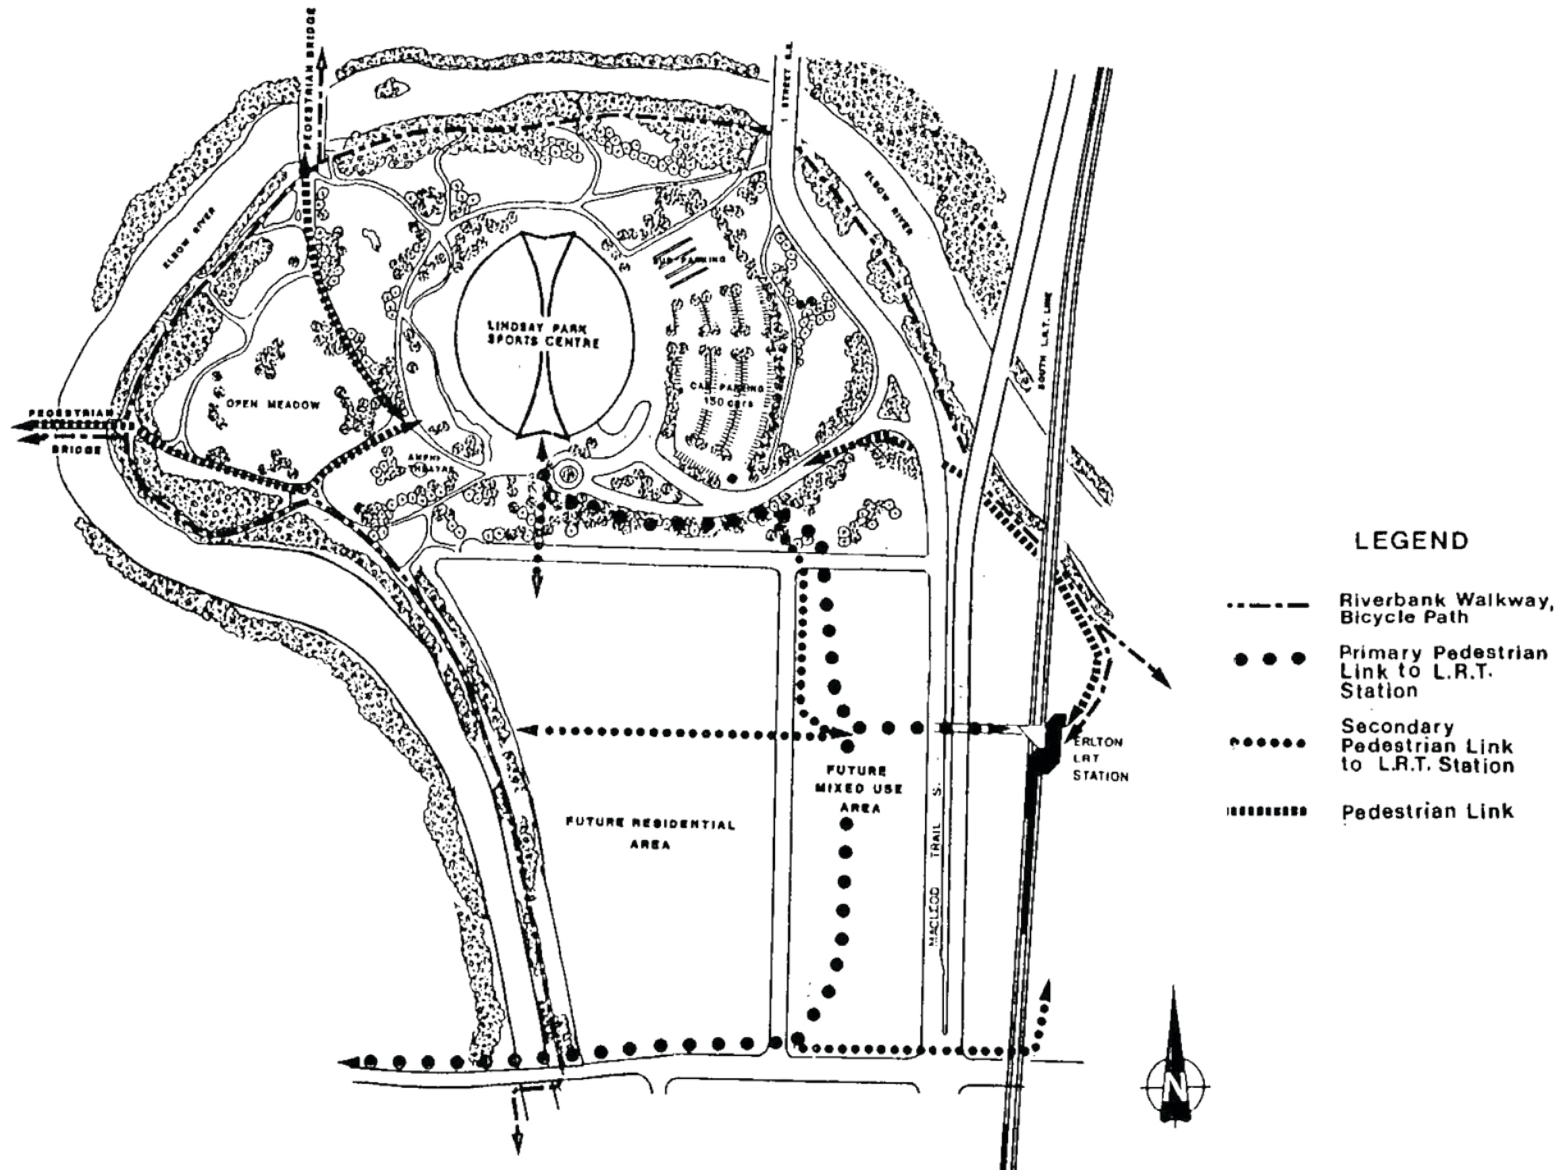 PEDESTRIAN BRIDGE
1 STREET S.E.
ELBOW RIVER
ELBOW RIVER
BUS PARKING
SOUTH L.R.T. LINE
LINDSAY PARK
SPORTS CENTRE
CAR PARKING
150 cars
OPEN MEADOW
PEDESTRIAN
BRIDGE
AMPHI
THEATRE
LEGEND
Riverbank Walkway,
Bicycle Path
Primary Pedestrian
Link to L.R.T.
Station
Secondary
Pedestrian Link
to L.R.T. Station
Pedestrian Link
ERLTON
LRT
STATION
FUTURE
MIXED USE
AREA
FUTURE RESIDENTIAL
AREA
MACLEOD TRAIL S.
N